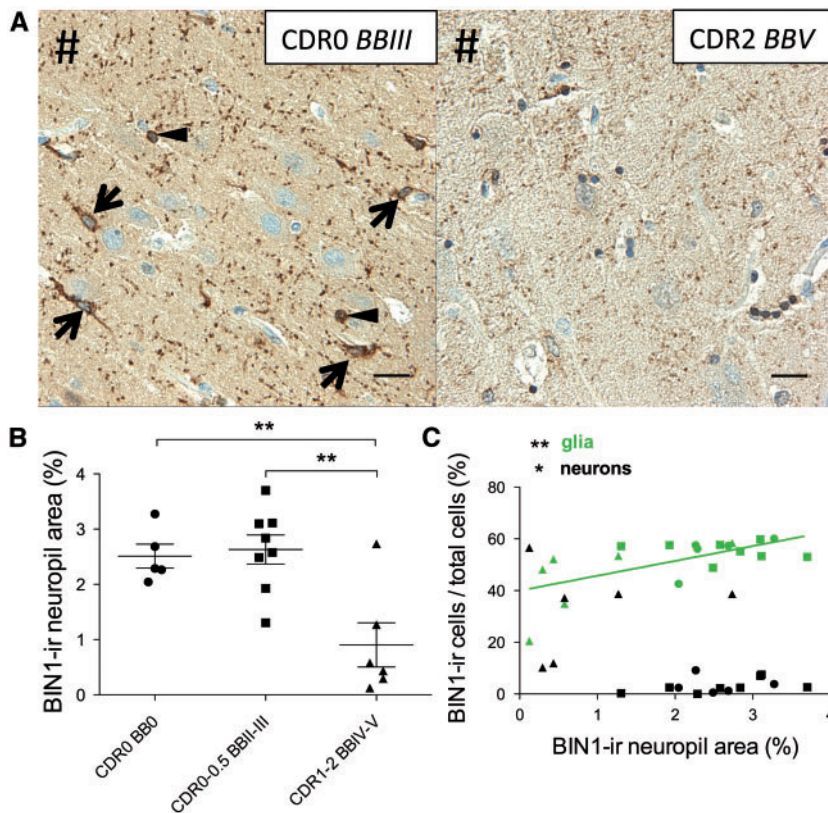 A
# CDR0 BBIII
# CDR2 BBV
B
** 
**
BIN1-ir neuropil area (%)
4
3
2
1
0
CDR0 BB0
CDR0-0.5 BBII-III
CDR1-2 BBIV-V
C
** glia
* neurons
BIN1-ir cells / total cells (%)
80
60
40
20
0
0 1 2 3 4
BIN1-ir neuropil area (%)